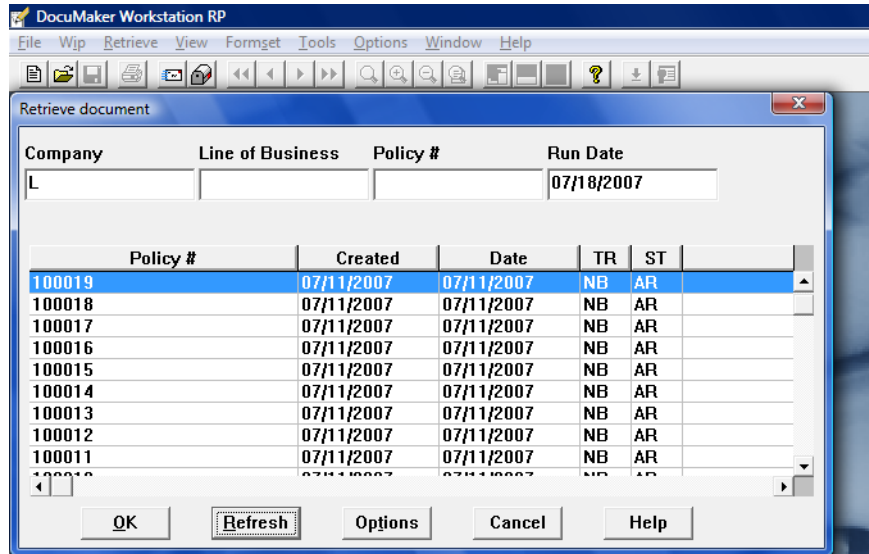 DocuMaker Workstation RP
File Wip Retrieve View Formset Tools Options Window Help
Retrieve document
Company Line of Business Policy # Run Date
L 07/18/2007
Policy # Created Date TR ST
100019 07/11/2007 07/11/2007 NB AR
100018 07/11/2007 07/11/2007 NB AR
100017 07/11/2007 07/11/2007 NB AR
100016 07/11/2007 07/11/2007 NB AR
100015 07/11/2007 07/11/2007 NB AR
100014 07/11/2007 07/11/2007 NB AR
100013 07/11/2007 07/11/2007 NB AR
100012 07/11/2007 07/11/2007 NB AR
100011 07/11/2007 07/11/2007 NB AR
OK Refresh Options Cancel Help